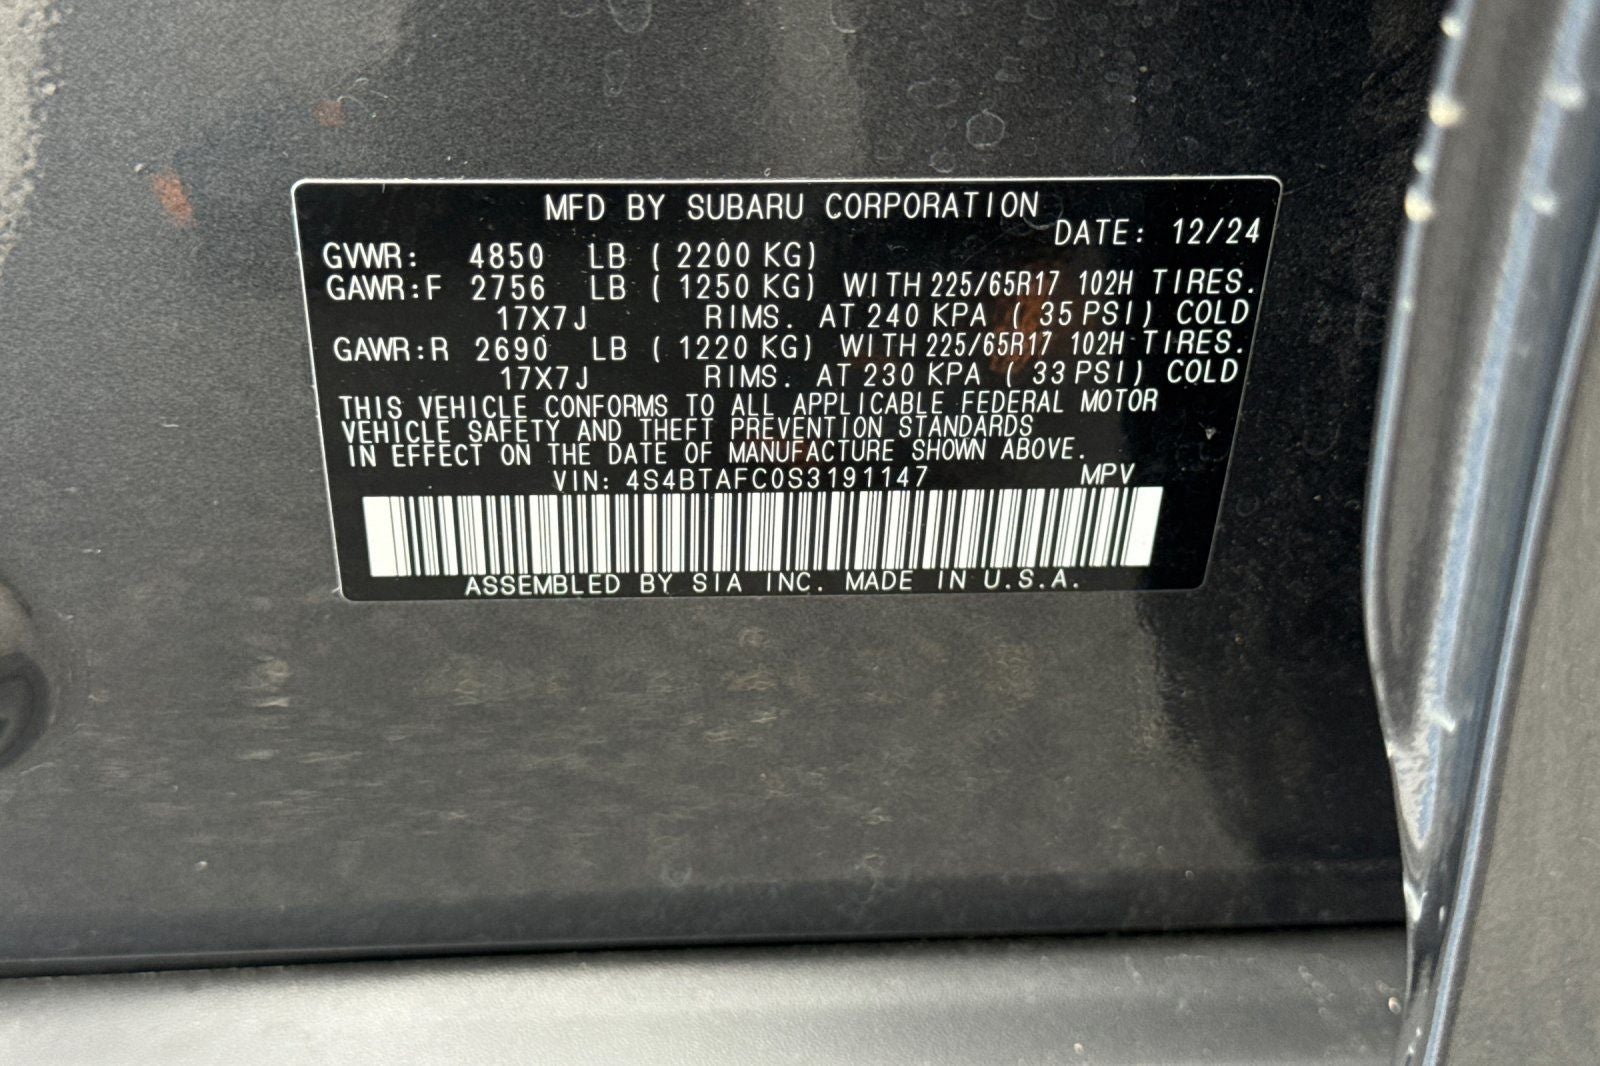 MFD BY SUBARU CORPORATION
DATE: 12/24
GVWR: 4850 LB ( 2200 KG)
GAWR:F 2756 LB ( 1250 KG) WITH 225/65R17 102H TIRES.
17X7J RIMS. AT 240 KPA ( 35 PSI) COLD
GAWR:R 2690 LB ( 1220 KG) WITH 225/65R17 102H TIRES.
17X7J RIMS. AT 230 KPA ( 33 PSI) COLD
THIS VEHICLE CONFORMS TO ALL APPLICABLE FEDERAL MOTOR
VEHICLE SAFETY AND THEFT PREVENTION STANDARDS
IN EFFECT ON THE DATE OF MANUFACTURE SHOWN ABOVE.
VIN: 4S4BTAFC0S3191147 MPV
ASSEMBLED BY SIA INC. MADE IN U.S.A.